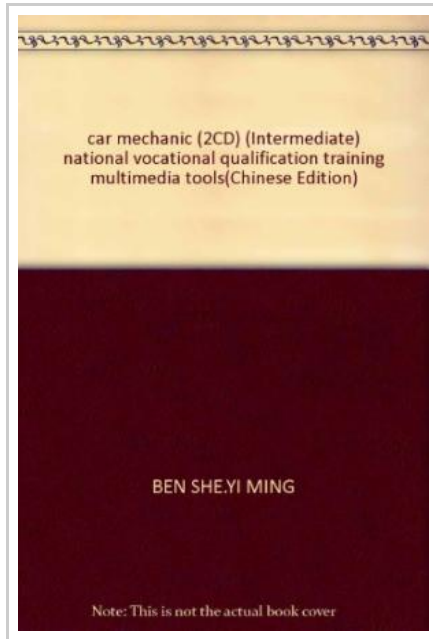 car mechanic (2CD) (Intermediate)
national vocational qualification training
multimedia tools(Chinese Edition)
BEN SHE.YI MING
Note: This is not the actual book cover